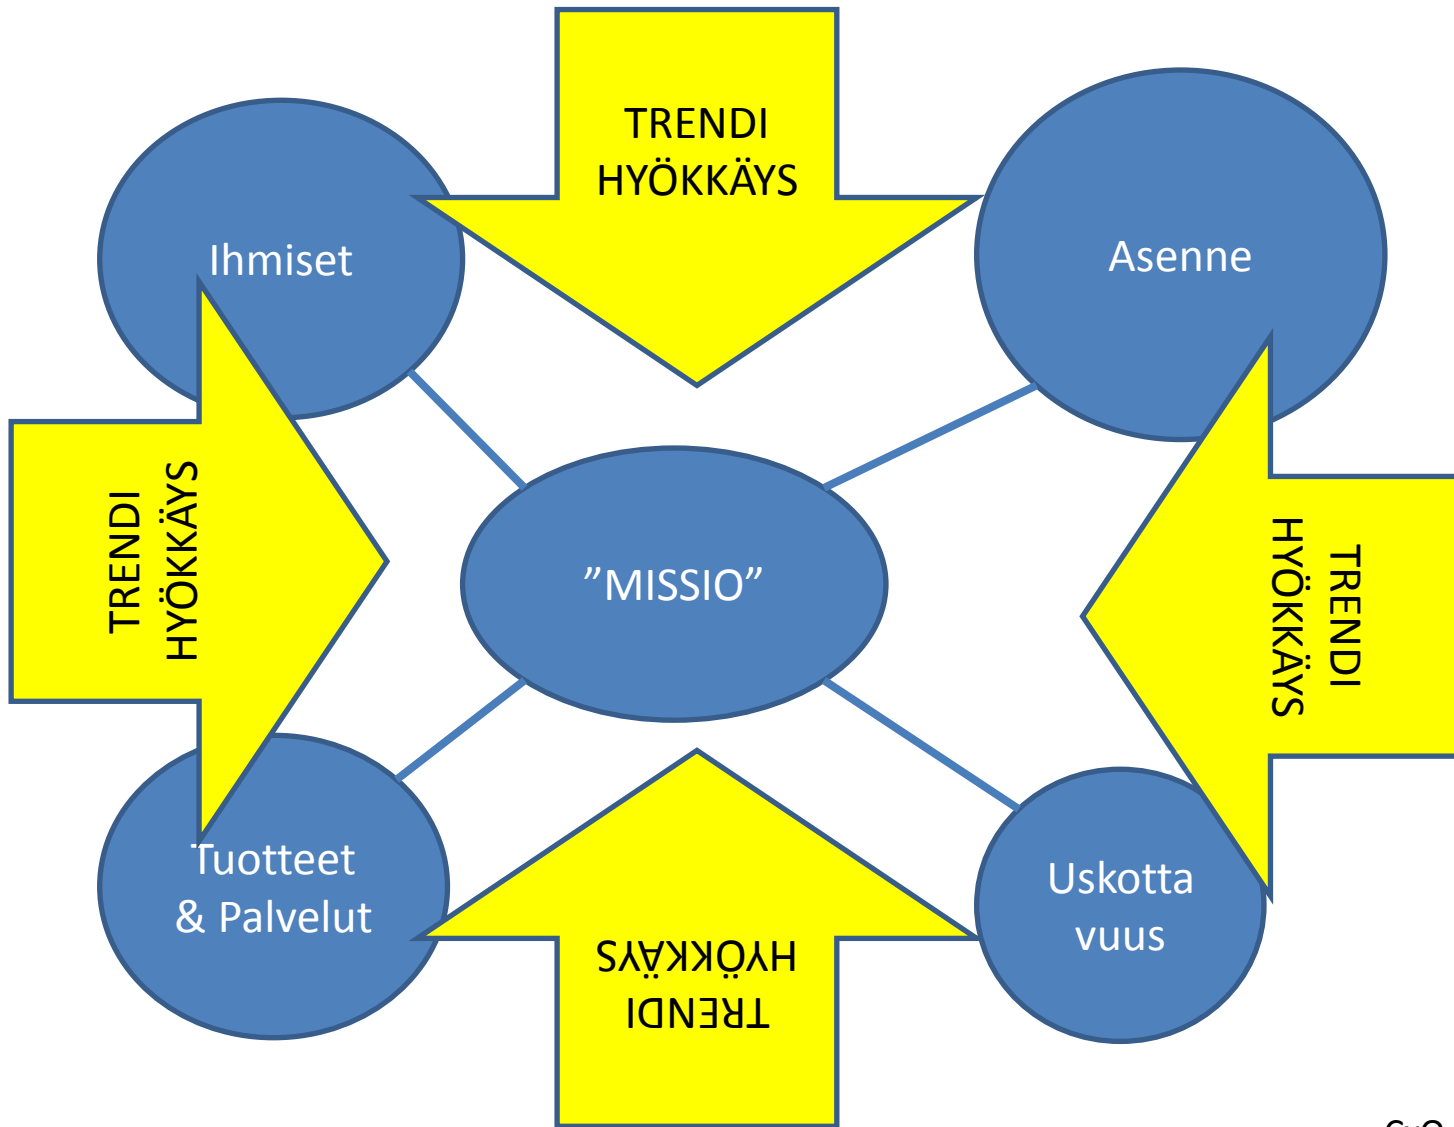 TRENDI
HYÖKKÄYS
Ihmiset
Asenne
TRENDI
HYÖKKÄYS
”MISSIO”
TRENDI
HYÖKKÄYS
Tuotteet
& Palvelut
Uskotta
vuus
TRENDI
HYÖKKÄYS